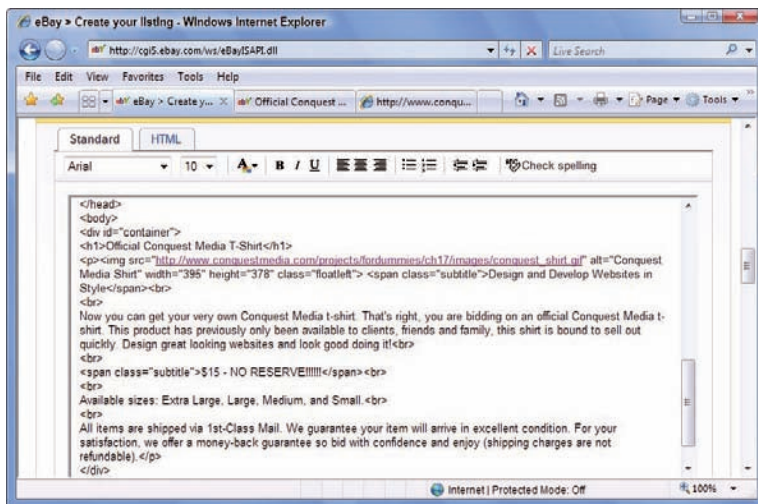 eBay > Create your listing - Windows Internet Explorer
http://cgi5.ebay.com/ws/eBayISAPI.dll
Live Search
File Edit View Favorites Tools Help
eBay > Create y... Official Conquest ... http://www.conqu... Page Tools
Standard HTML
Arial 10 A B I U Check spelling
</head>
<body>
<div id="container">
<h1>Official Conquest Media T-Shirt</h1>
<p><img src="http://www.conquestmedia.com/projects/fordummies/ch17/images/conquest_shirt.gif" alt="Conquest
Media Shirt" width="395" height="378" class="floatleft"> <span class="subtitle">Design and Develop Websites in
Style</span><br>
<br>
Now you can get your very own Conquest Media t-shirt. That's right, you are bidding on an official Conquest Media t-
shirt. This product has previously only been available to clients, friends and family, this shirt is bound to sell out
quickly. Design great looking websites and look good doing it!<br>
<br>
<span class="subtitle">$15 - NO RESERVE!!!!!!</span><br>
<br>
Available sizes: Extra Large, Large, Medium, and Small.<br>
<br>
All items are shipped via 1st-Class Mail. We guarantee your item will arrive in excellent condition. For your
satisfaction, we offer a money-back guarantee so bid with confidence and enjoy (shipping charges are not
refundable).</p>
</div>
Internet | Protected Mode: Off 100%